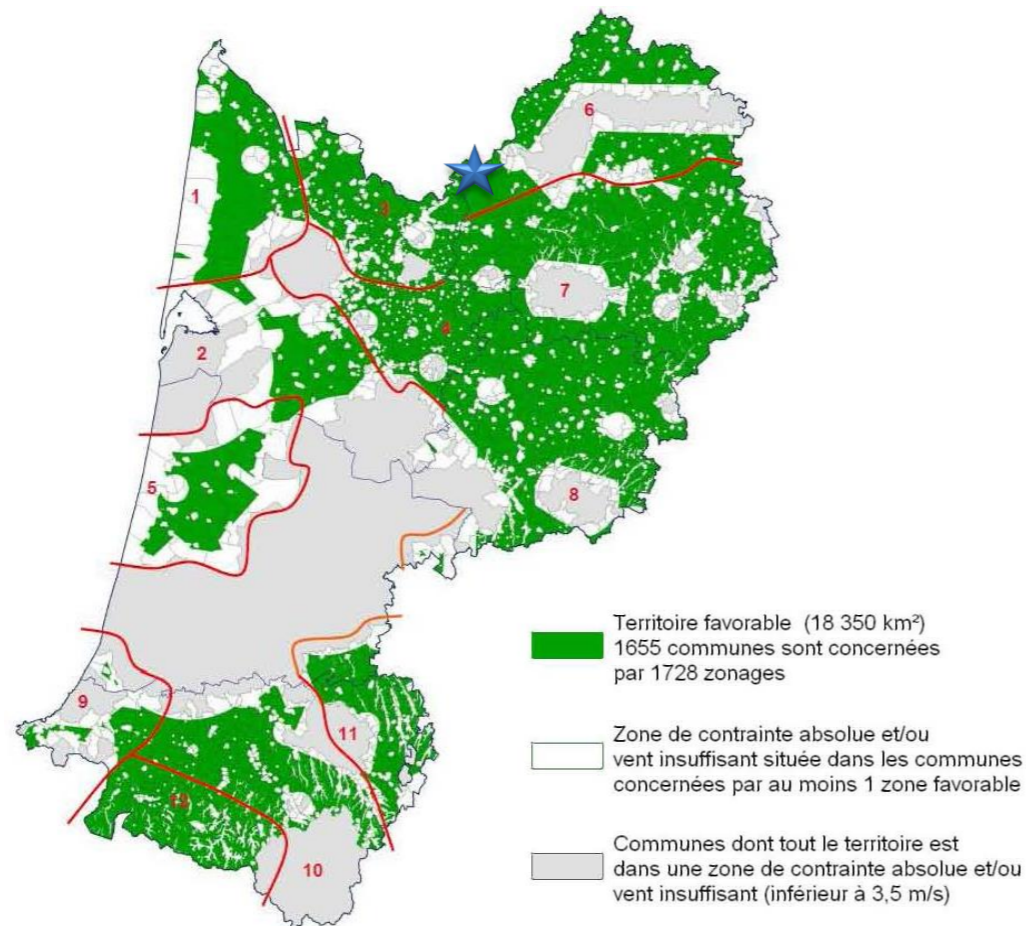 6
1
3
7
2
4
5
8
9
11
12
10
Territoire favorable (18 350 km²)
1655 communes sont concernées
par 1728 zonages
Zone de contrainte absolue et/ou
vent insuffisant située dans les communes
concernées par au moins 1 zone favorable
Communes dont tout le territoire est
dans une zone de contrainte absolue et/ou
vent insuffisant (inférieur à 3,5 m/s)